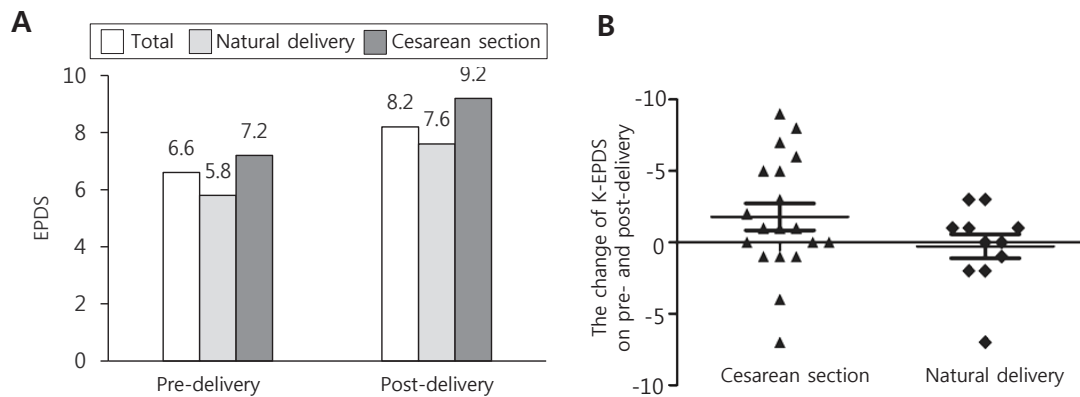 A
Total Natural delivery Cesarean section
10
8
6
4
2
0
EPDS
6.6
5.8
7.2
8.2
7.6
9.2
Pre-delivery
Post-delivery
B
The change of K-EPDS
on pre- and post-delivery
-10
-5
0
-5
-10
Cesarean section
Natural delivery